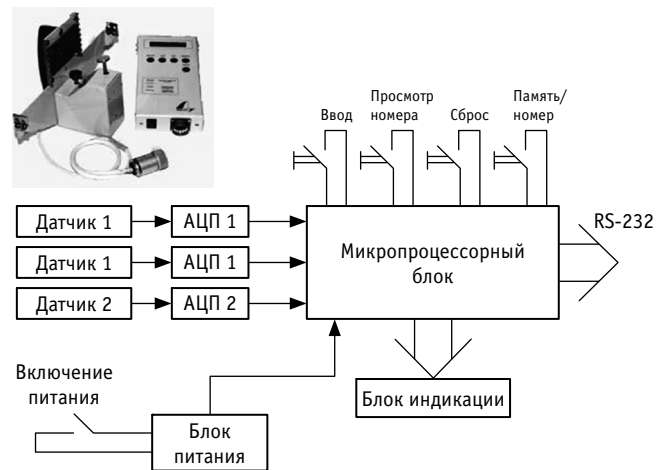 Ввод
Просмотр
номера
Сброс
Память/
номер
Датчик 1
АЦП 1
Датчик 1
АЦП 1
Датчик 2
АЦП 2
Микропроцессорный
блок
RS-232
Включение
питания
Блок
питания
Блок индикации